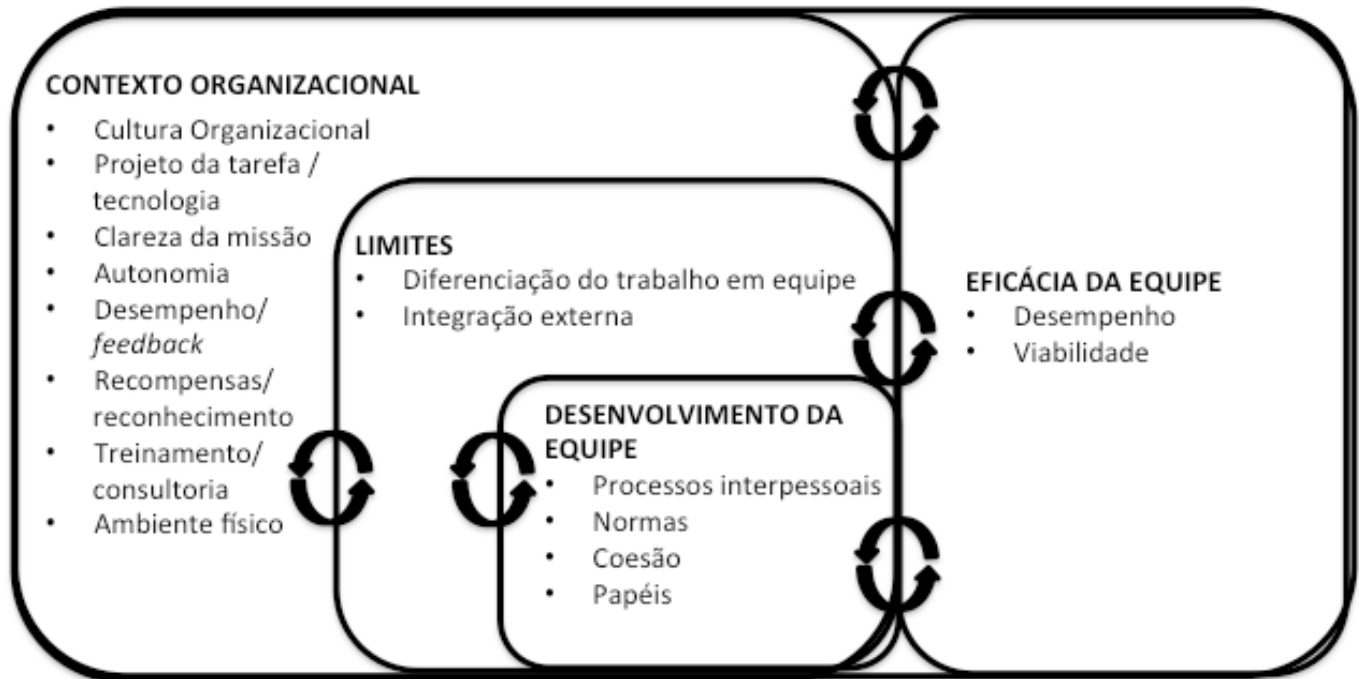 CONTEXTO ORGANIZACIONAL
• Cultura Organizacional
• Projeto da tarefa /
tecnologia
• Clareza da missão
• Autonomia
• Desempenho/
feedback
• Recompensas/
reconhecimento
• Treinamento/
consultoria
• Ambiente físico
LIMITES
• Diferenciação do trabalho em equipe
• Integração externa
DESENVOLVIMENTO DA
EQUIPE
• Processos interpessoais
• Normas
• Coesão
• Papéis
EFICÁCIA DA EQUIPE
• Desempenho
• Viabilidade